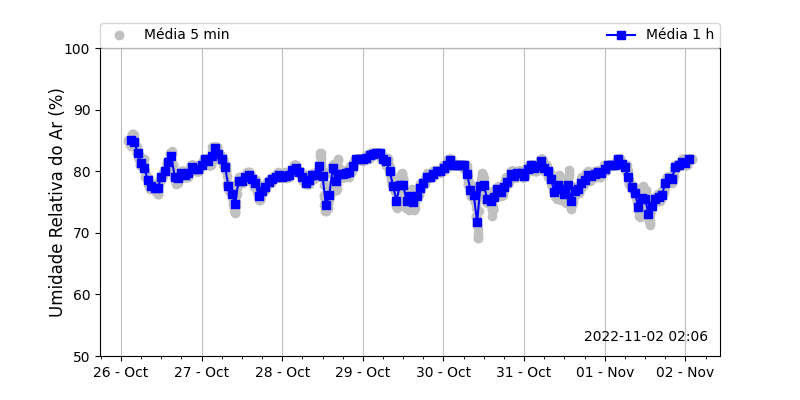 Média 5 min
Média 1 h
100
90
80
70
60
50
Umidade Relativa do Ar (%)
2022-11-02 02:06
26 - Oct
27 - Oct
28 - Oct
29 - Oct
30 - Oct
31 - Oct
01 - Nov
02 - Nov